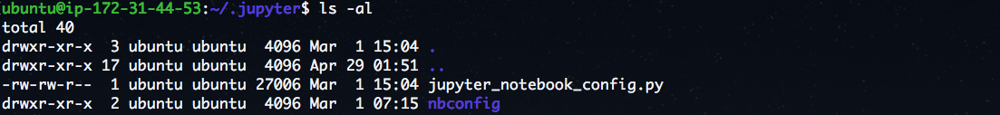 ubuntu@ip-172-31-44-53:~/.jupyter$ ls -al
total 40
drwxr-xr-x  3 ubuntu ubuntu  4096 Mar  1 15:04 .
drwxr-xr-x 17 ubuntu ubuntu  4096 Apr 29 01:51 ..
-rw-rw-r--  1 ubuntu ubuntu 27006 Mar  1 15:04 jupyter_notebook_config.py
drwxr-xr-x  2 ubuntu ubuntu  4096 Mar  1 07:15 nbconfig